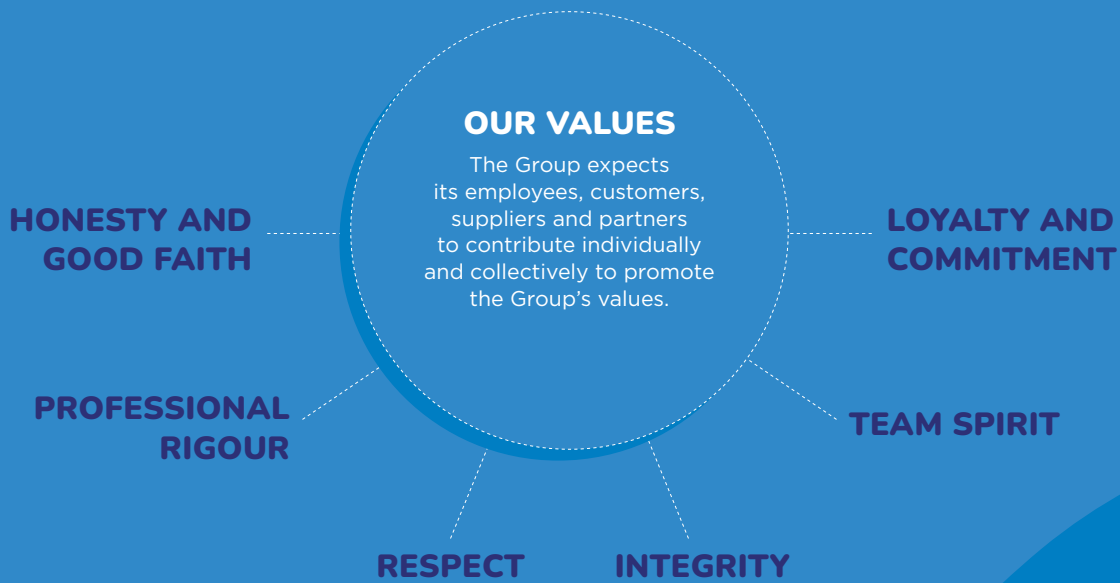 OUR VALUES
The Group expects
its employees, customers,
suppliers and partners
to contribute individually
and collectively to promote
the Group’s values.
HONESTY AND
GOOD FAITH
LOYALTY AND
COMMITMENT
PROFESSIONAL
RIGOUR
TEAM SPIRIT
RESPECT
INTEGRITY